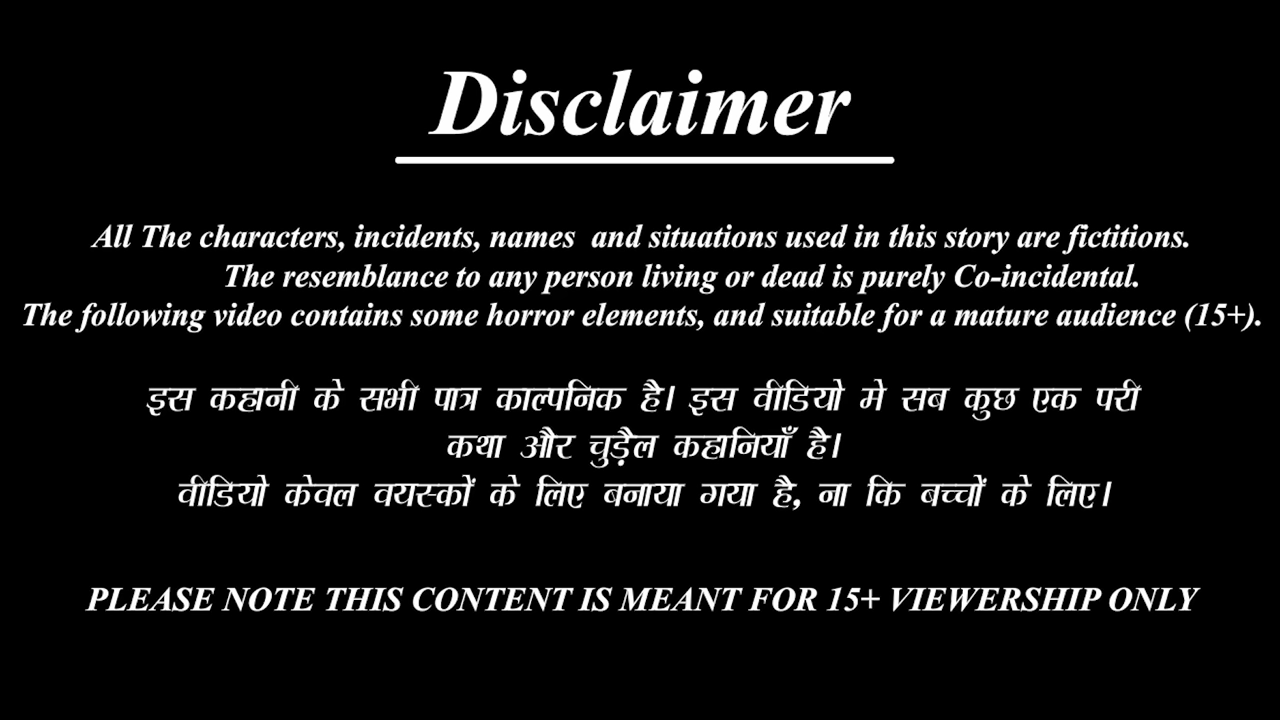 Disclaimer
All The characters, incidents, names and situations used in this story are fictitions.
The resemblance to any person living or dead is purely Co-incidental.
The following video contains some horror elements, and suitable for a mature audience (15+).
इस कहानी के सभी पात्र काल्पनिक है। इस वीडियो मे सब कुछ एक परी
कथा और चुड़ैल कहानियाँ है।
वीडियो केवल वयस्कों के लिए बनाया गया है, ना कि बच्चों के लिए।
PLEASE NOTE THIS CONTENT IS MEANT FOR 15+ VIEWERSHIP ONLY